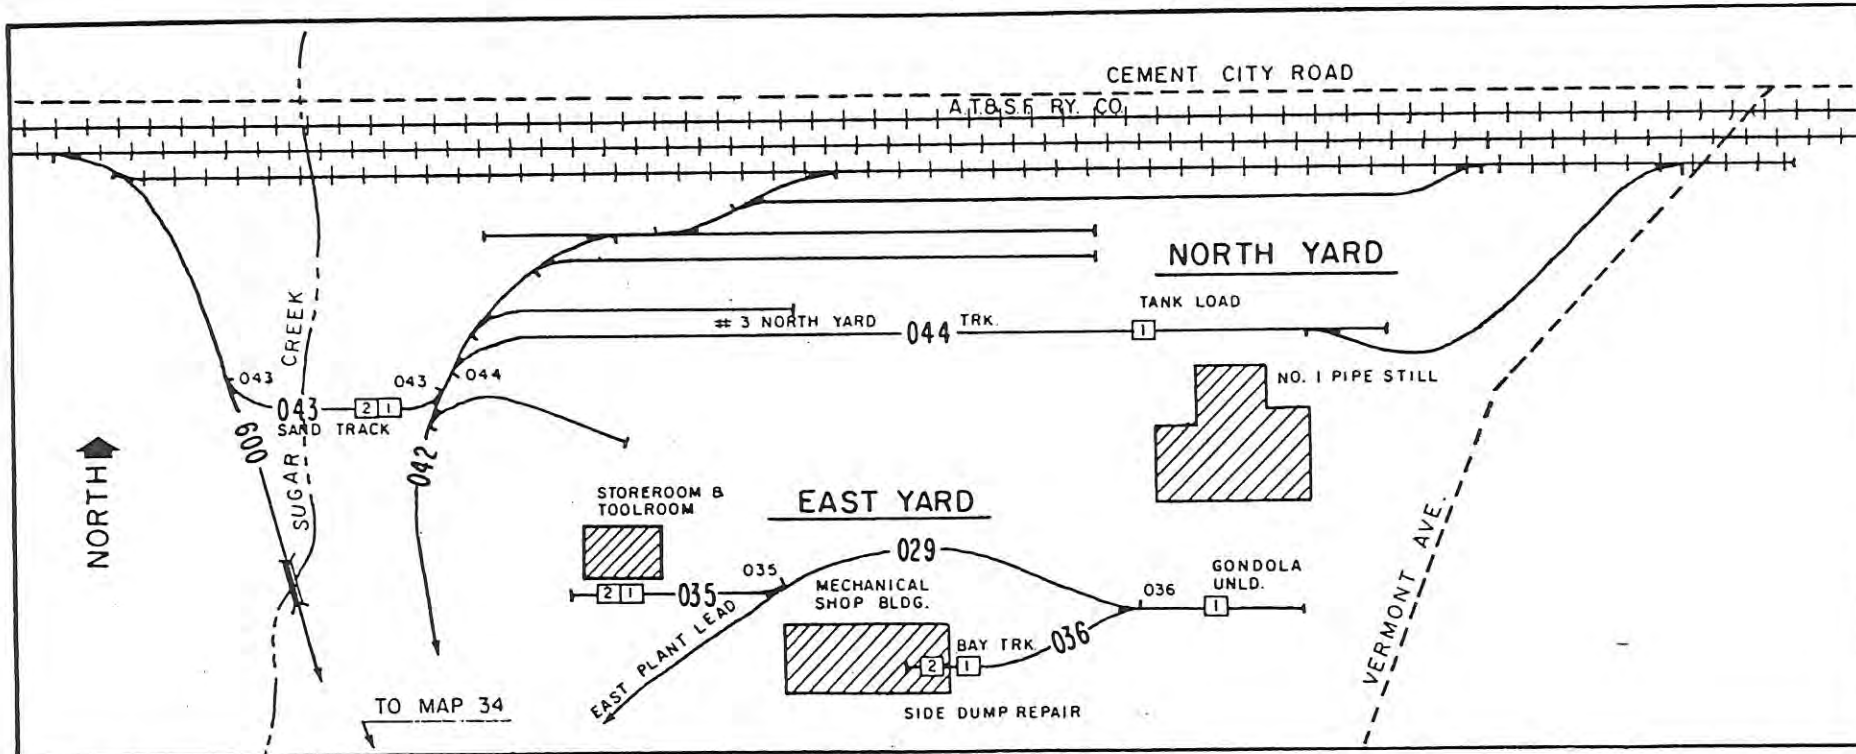 CEMENT CITY ROAD
A.T.&S.F. RY. CO.
NORTH YARD
TANK LOAD
# 3 NORTH YARD 044 TRK.
1
NO. 1 PIPE STILL
SUGAR CREEK
043
043
044
043
2 1
SAND TRACK
009
042
NORTH
STOREROOM &
TOOLROOM
EAST YARD
029
035
2 1
035
MECHANICAL
SHOP BLDG.
EAST PLANT LEAD
GONDOLA
UNLD.
036
1
036
BAY TRK.
2 1
SIDE DUMP REPAIR
VERMONT AVE.
TO MAP 34